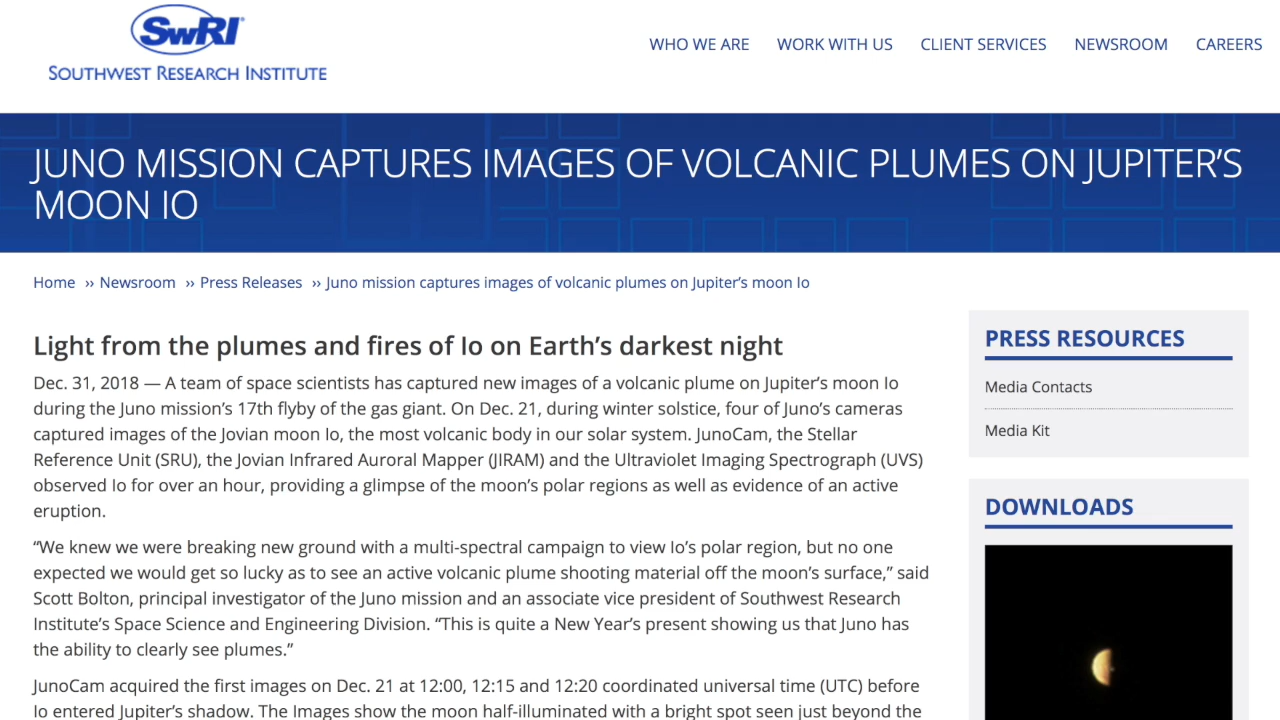 SwRI
SOUTHWEST RESEARCH INSTITUTE
WHO WE ARE WORK WITH US CLIENT SERVICES NEWSROOM CAREERS
JUNO MISSION CAPTURES IMAGES OF VOLCANIC PLUMES ON JUPITER’S
MOON IO
Home ›› Newsroom ›› Press Releases ›› Juno mission captures images of volcanic plumes on Jupiter’s moon Io
Light from the plumes and fires of Io on Earth’s darkest night
Dec. 31, 2018 — A team of space scientists has captured new images of a volcanic plume on Jupiter’s moon Io
during the Juno mission’s 17th flyby of the gas giant. On Dec. 21, during winter solstice, four of Juno’s cameras
captured images of the Jovian moon Io, the most volcanic body in our solar system. JunoCam, the Stellar
Reference Unit (SRU), the Jovian Infrared Auroral Mapper (JIRAM) and the Ultraviolet Imaging Spectrograph (UVS)
observed Io for over an hour, providing a glimpse of the moon’s polar regions as well as evidence of an active
eruption.
“We knew we were breaking new ground with a multi-spectral campaign to view Io’s polar region, but no one
expected we would get so lucky as to see an active volcanic plume shooting material off the moon’s surface,” said
Scott Bolton, principal investigator of the Juno mission and an associate vice president of Southwest Research
Institute’s Space Science and Engineering Division. “This is quite a New Year’s present showing us that Juno has
the ability to clearly see plumes.”
JunoCam acquired the first images on Dec. 21 at 12:00, 12:15 and 12:20 coordinated universal time (UTC) before
Io entered Jupiter’s shadow. The Images show the moon half-illuminated with a bright spot seen just beyond the
PRESS RESOURCES
Media Contacts
Media Kit
DOWNLOADS